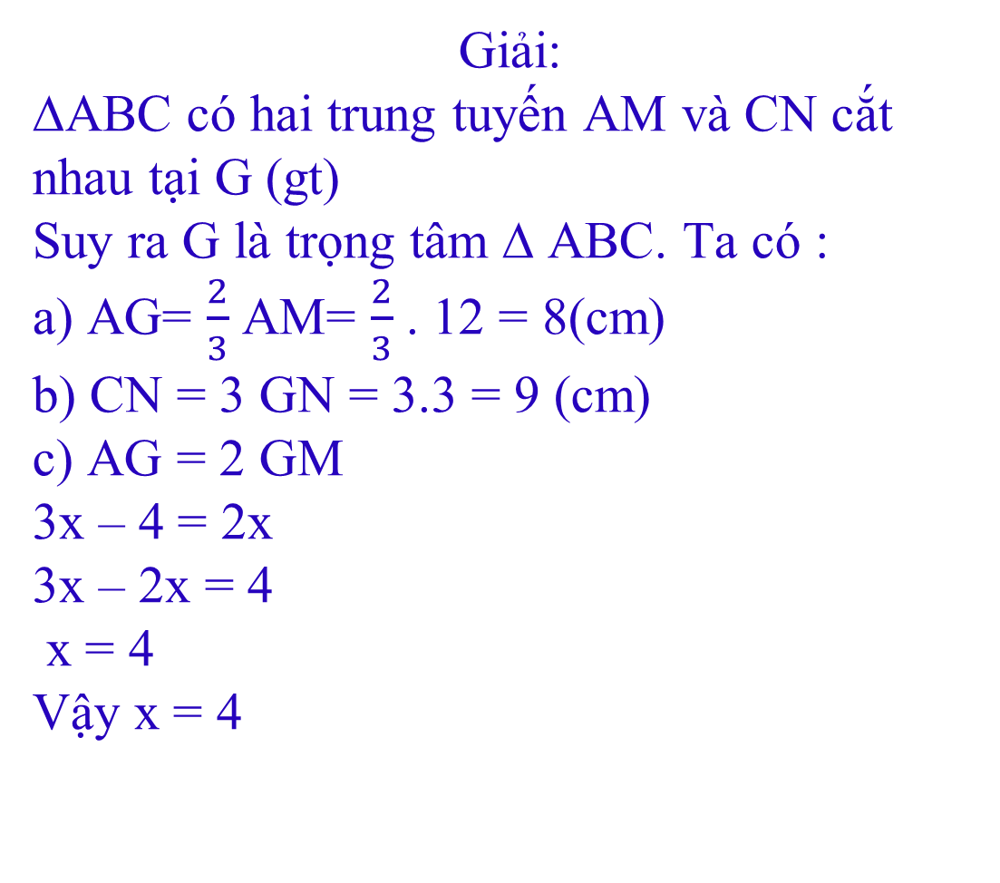 Giải:
ΔABC có hai trung tuyến AM và CN cắt
nhau tại G (gt)
Suy ra G là trọng tâm Δ ABC. Ta có :
a) AG= 2/3 AM= 2/3 . 12 = 8(cm)
b) CN = 3 GN = 3.3 = 9 (cm)
c) AG = 2 GM
3x – 4 = 2x
3x – 2x = 4
x = 4
Vậy x = 4